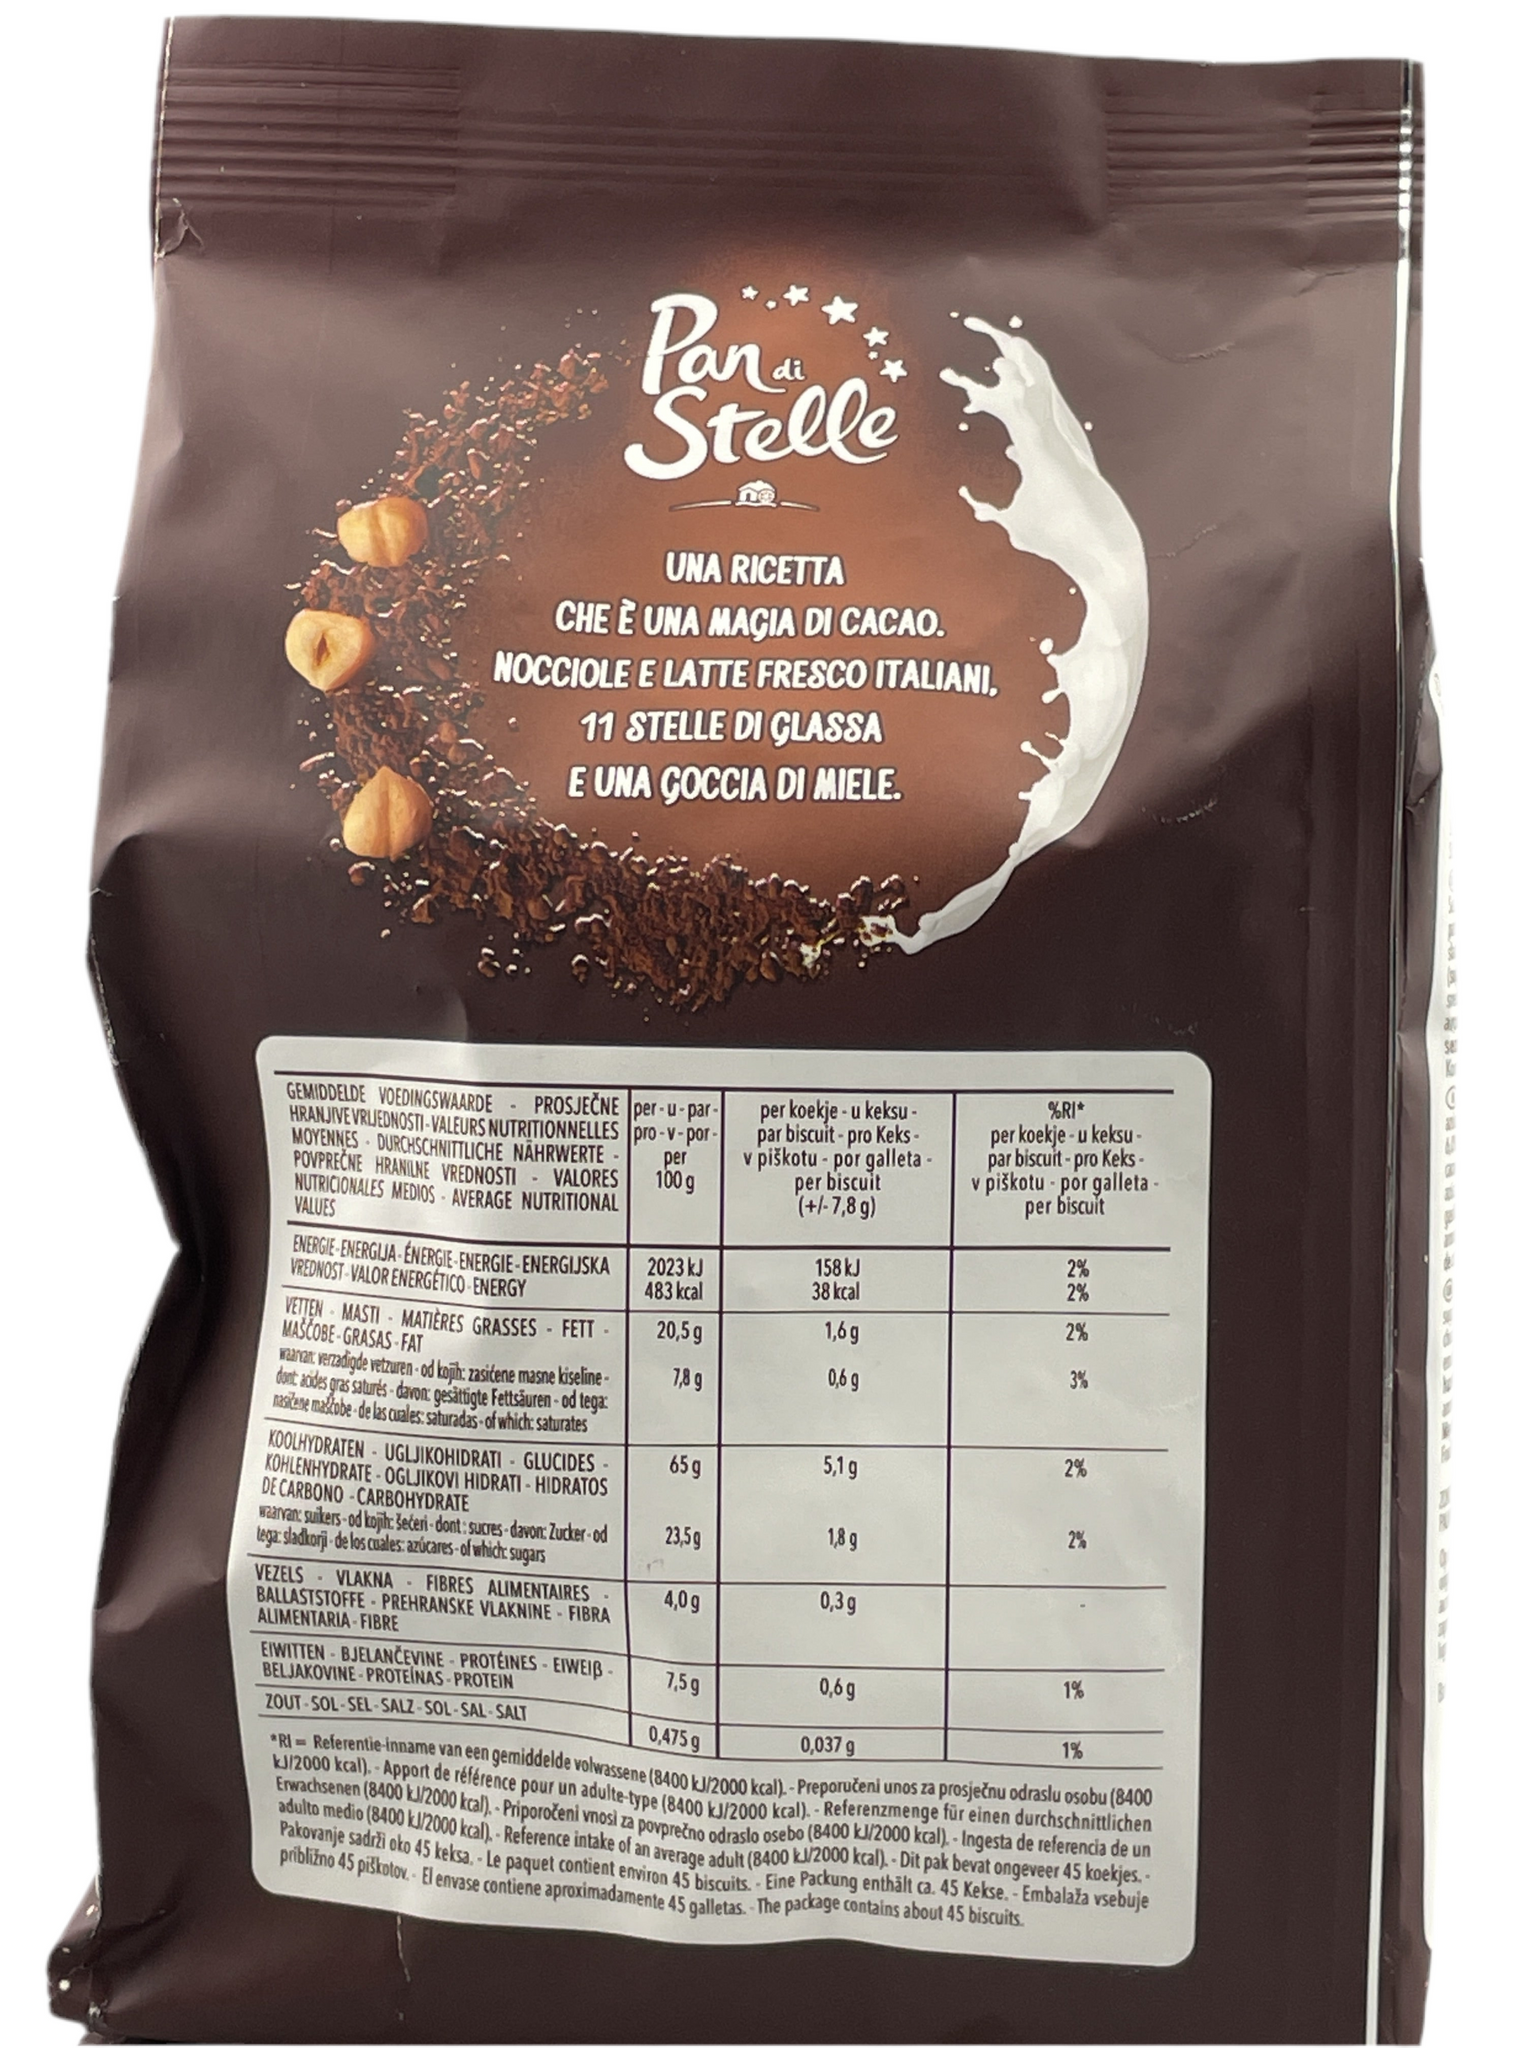 Pan di
Stelle
UNA RICETTA
CHE È UNA MAGIA DI CACAO.
NOCCIOLE E LATTE FRESCO ITALIANI,
11 STELLE DI GLASSA
E UNA GOCCIA DI MIELE.
GEMIDDELDE VOEDINGSWAARDE - PROSJEČNE
HRANJIVE VRIJEDNOSTI - VALEURS NUTRITIONNELLES
MOYENNES - DURCHSCHNITTLICHE NÄHRWERTE -
POVPREČNE HRANILNE VREDNOSTI - VALORES
NUTRICIONALES MEDIOS - AVERAGE NUTRITIONAL
VALUES
per - u - par -
pro - v - por -
per
100 g
per koekje - u keksu -
par biscuit - pro Keks -
v piškotu - por galleta -
per biscuit
(+/- 7,8 g)
%RI*
per koekje - u keksu -
par biscuit - pro Keks -
v piškotu - por galleta -
per biscuit
ENERGIE - ENERGIJA - ÉNERGIE - ENERGIE - ENERGIJSKA
VREDNOST - VALOR ENERGÉTICO - ENERGY
2023 kJ 158 kJ 2%
483 kcal 38 kcal 2%
VETTEN - MASTI - MATIÈRES GRASSES - FETT -
MAŠČOBE - GRASAS - FAT
20,5 g 1,6 g 2%
waarvan: verzadigde vetzuren - od kojih: zasićene masne kiseline -
dont: acides gras saturés - davon: gesättigte Fettsäuren - od tega:
nasičene maščobe - de las cuales: saturadas - of which: saturates
7,8 g 0,6 g 3%
KOOLHYDRATEN - UGLJIKOHIDRATI - GLUCIDES -
KOHLENHYDRATE - OGLJIKOVI HIDRATI - HIDRATOS
DE CARBONO - CARBOHYDRATE
65 g 5,1 g 2%
waarvan: suikers - od kojih: šećeri - dont : sucres - davon: Zucker - od
tega: sladkorji - de los cuales: azúcares - of which: sugars
23,5 g 1,8 g 2%
VEZELS - VLAKNA - FIBRES ALIMENTAIRES -
BALLASTSTOFFE - PREHRANSKE VLAKNINE - FIBRA
ALIMENTARIA - FIBRE
4,0 g 0,3 g -
EIWITTEN - BJELANČEVINE - PROTÉINES - EIWEIß -
BELJAKOVINE - PROTEÍNAS - PROTEIN
7,5 g 0,6 g 1%
ZOUT - SOL - SEL - SALZ - SOL - SAL - SALT
0,475 g 0,037 g 1%
*RI = Referentie-inname van een gemiddelde volwassene (8400 kJ/2000 kcal). - Preporučeni unos za prosječnu odraslu osobu (8400
kJ/2000 kcal). - Apport de référence pour un adulte-type (8400 kJ/2000 kcal). - Referenzmenge für einen durchschnittlichen
Erwachsenen (8400 kJ/2000 kcal). - Priporočeni vnosi za povprečno odraslo osebo (8400 kJ/2000 kcal). - Ingesta de referencia de un
adulto medio (8400 kJ/2000 kcal). - Reference intake of an average adult (8400 kJ/2000 kcal). - Dit pak bevat ongeveer 45 koekjes. -
Pakovanje sadrži oko 45 keksa. - Le paquet contient environ 45 biscuits. - Eine Packung enthält ca. 45 Kekse. - Embalaža vsebuje
približno 45 piškotov. - El envase contiene aproximadamente 45 galletas. - The package contains about 45 biscuits.